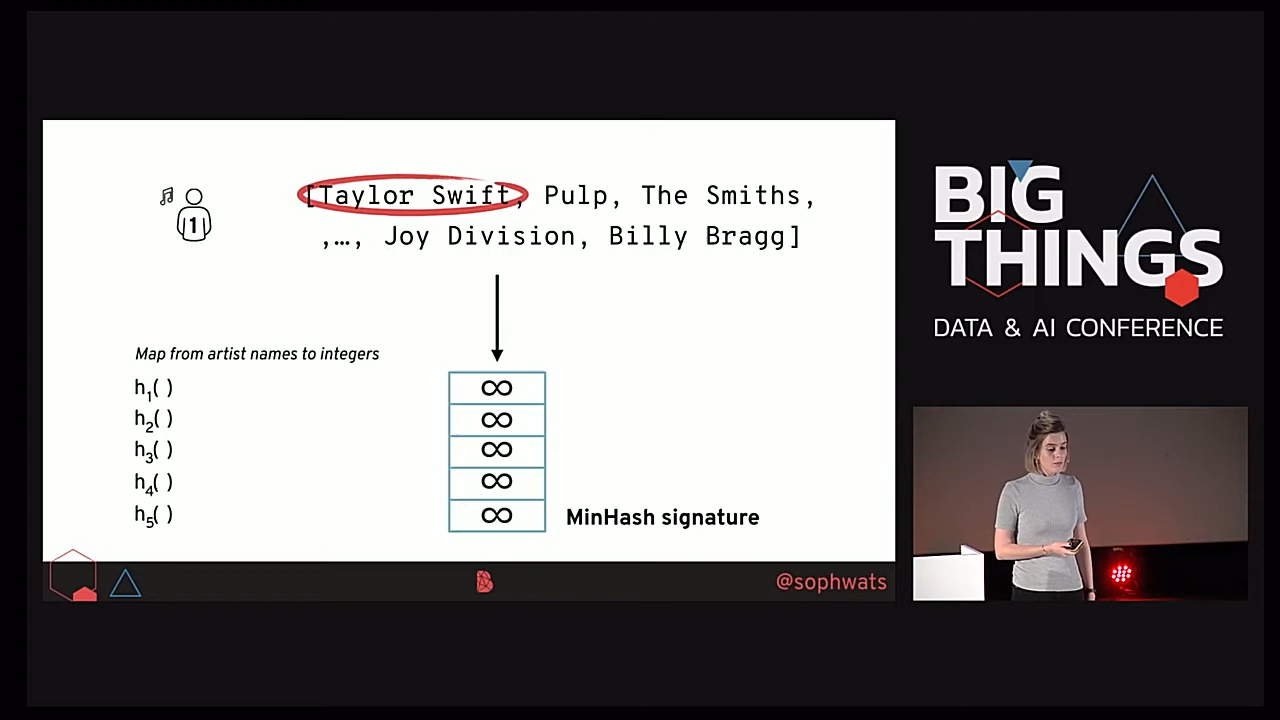 [Taylor Swift, Pulp, The Smiths,
,…, Joy Division, Billy Bragg]
1
Map from artist names to integers
h1( )
h2( )
h3( )
h4( )
h5( )
∞
∞
∞
∞
∞
MinHash signature
@sophwats
BIG
THINGS
DATA & AI CONFERENCE